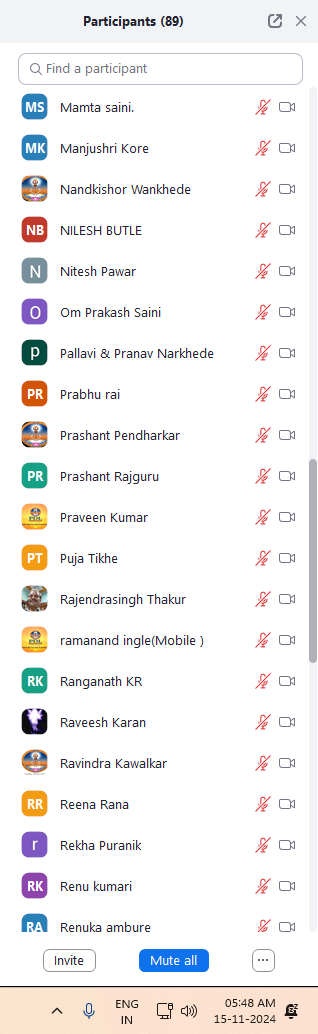 Participants (89)
Find a participant
MS Mamta saini.
MK Manjushri Kore
Nandkishor Wankhede
NB NILESH BUTLE
N Nitesh Pawar
O Om Prakash Saini
p Pallavi & Pranav Narkhede
PR Prabhu rai
Prashant Pendharkar
PR Prashant Rajguru
Praveen Kumar
PT Puja Tikhe
Rajendrasingh Thakur
ramanand ingle(Mobile )
RK Ranganath KR
Raveesh Karan
Ravindra Kawalkar
RR Reena Rana
r Rekha Puranik
RK Renu kumari
RA Renuka ambure
Invite Mute all ...
ENG 05:48 AM
IN 15-11-2024